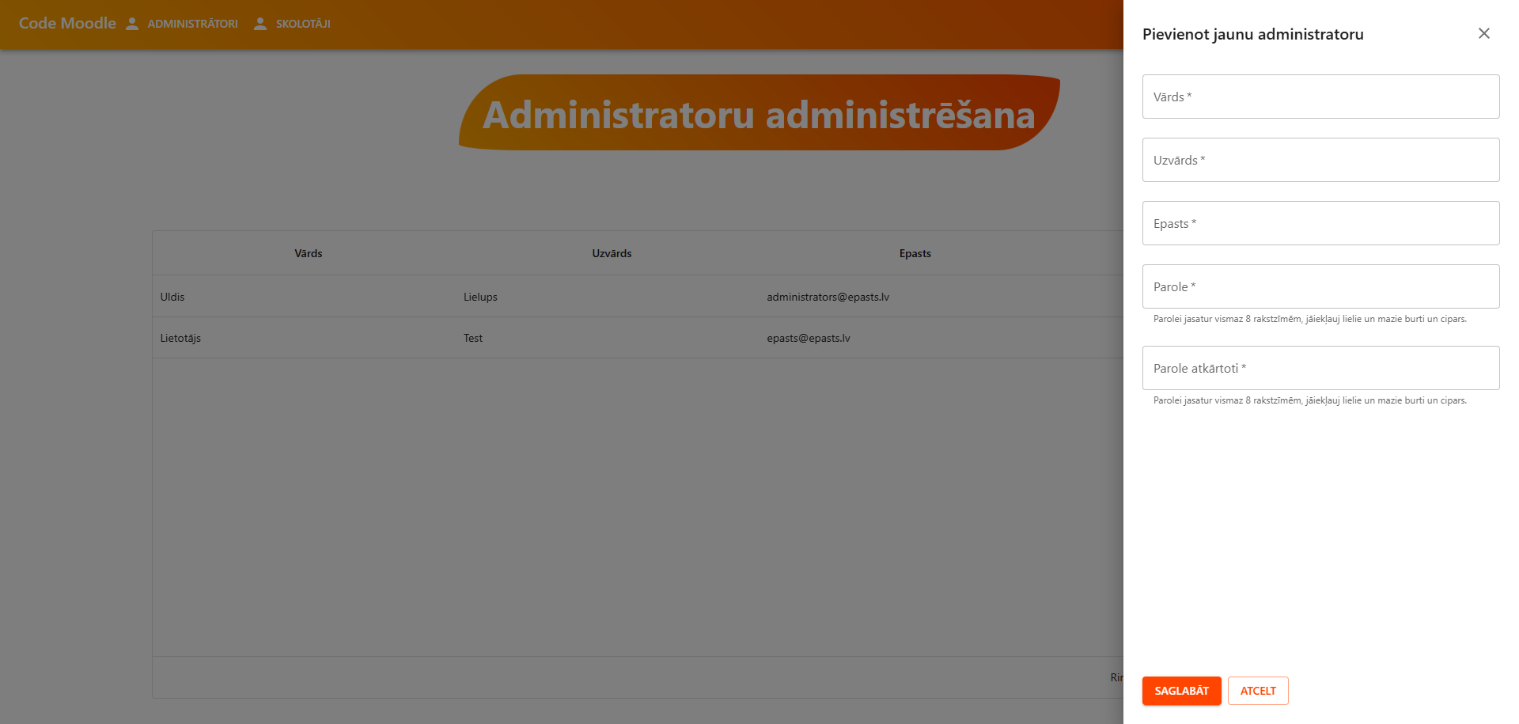 Code Moodle ADMINISTRĀTORI SKOLOTĀJI
Administratoru administrēšana
Vārds Uzvārds Epasts
Uldis Lielups administrators@epasts.lv
Lietotājs Test epasts@epasts.lv
Pievienot jaunu administratoru
Vārds *
Uzvārds *
Epasts *
Parole *
Parolei jasatur vismaz 8 rakstzīmēm, jāiekļauj lielie un mazie burti un cipars.
Parole atkārtoti *
Parolei jasatur vismaz 8 rakstzīmēm, jāiekļauj lielie un mazie burti un cipars.
SAGLABĀT ATCELT